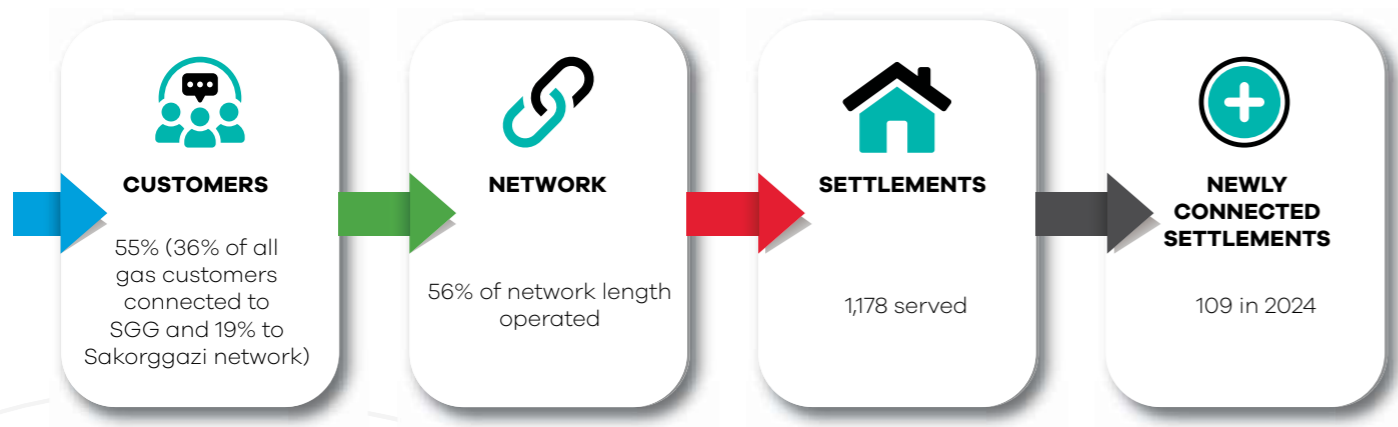 CUSTOMERS
55% (36% of all
gas customers
connected to
SGG and 19% to
Sakorggazi network)
NETWORK
56% of network length
operated
SETTLEMENTS
1,178 served
NEWLY
CONNECTED
SETTLEMENTS
109 in 2024